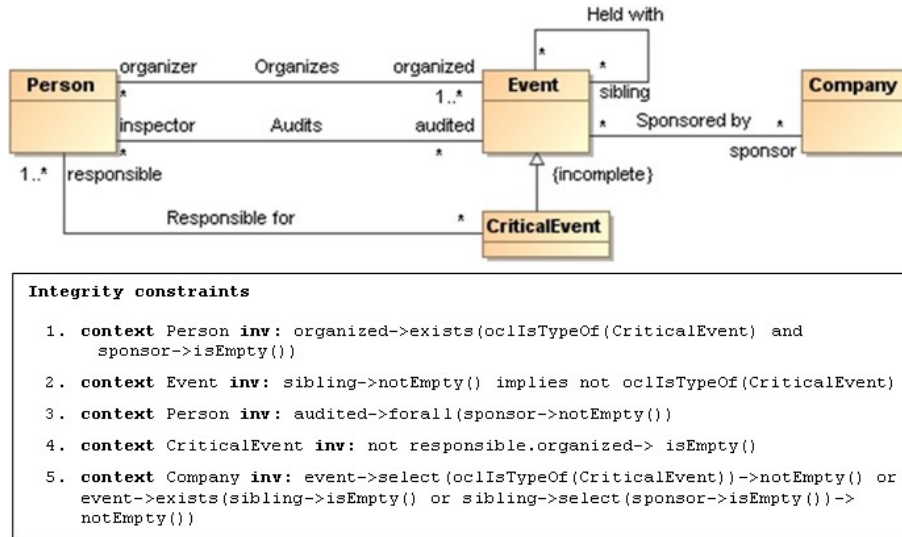 Held with
organizer Organizes organized
*
Person Event Company
* 1..* *
sibling
inspector Audits audited * Sponsored by *
* * sponsor
1..* responsible {incomplete}
Responsible for *
CriticalEvent
Integrity constraints
1. context Person inv: organized->exists(oclIsTypeOf(CriticalEvent) and
sponsor->isEmpty())
2. context Event inv: sibling->notEmpty() implies not oclIsTypeOf(CriticalEvent)
3. context Person inv: audited->forall(sponsor->notEmpty())
4. context CriticalEvent inv: not responsible.organized-> isEmpty()
5. context Company inv: event->select(oclIsTypeOf(CriticalEvent))->notEmpty() or
event->exists(sibling->isEmpty() or sibling->select(sponsor->isEmpty())->
notEmpty())